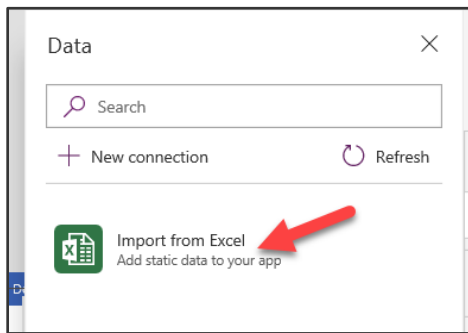 Data
Search
New connection
Refresh
Import from Excel
Add static data to your app